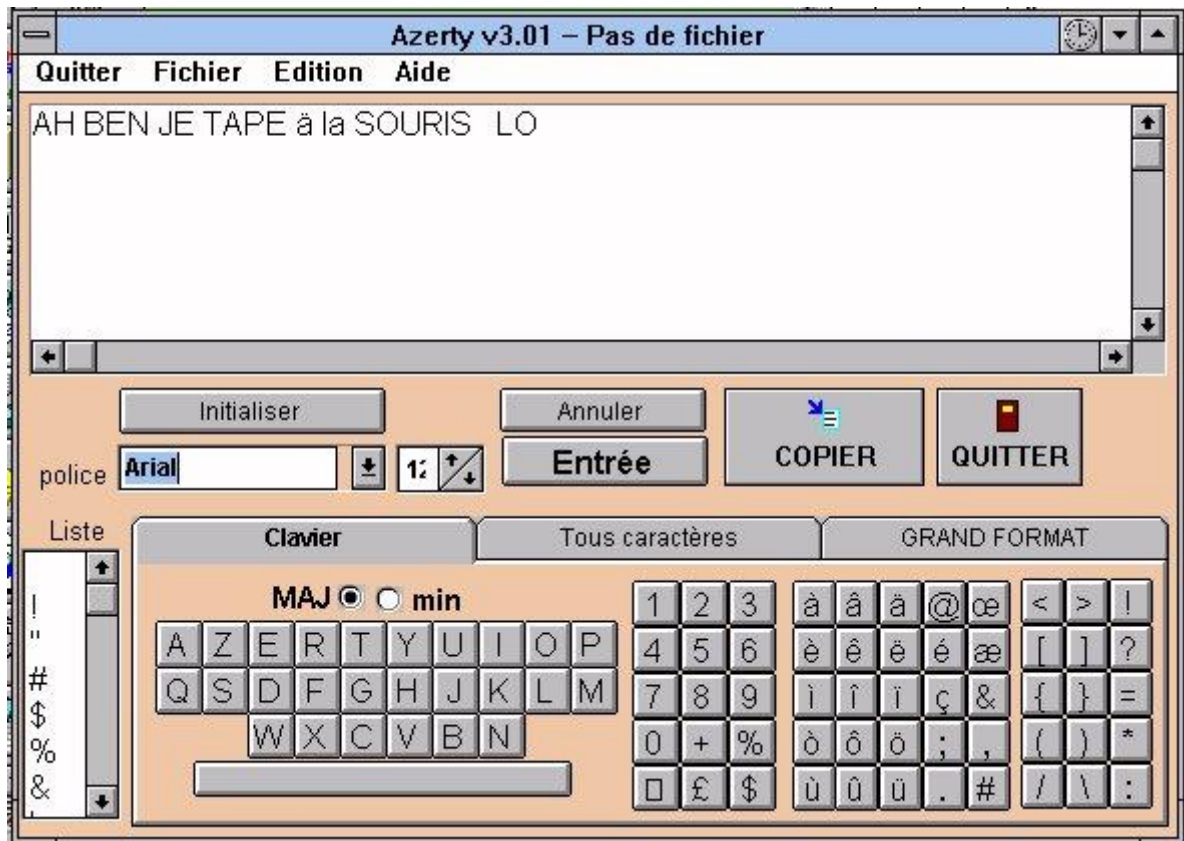 Azerty v3.01 – Pas de fichier
Quitter Fichier Edition Aide
AH BEN JE TAPE ä la SOURIS LO
Initialiser Annuler
COPIER QUITTER
police Arial 12 Entrée
Liste Clavier Tous caractères GRAND FORMAT
MAJ min
!
"
#
$
%
&
A Z E R T Y U I O P
Q S D F G H J K L M
W X C V B N
1 2 3
4 5 6
7 8 9
0 + %
£ $
à â ä @ œ
è ê ë é æ
ì î ï ç &
ò ô ö ; ,
ù û ü . #
< > !
[ ] ?
{ } =
( ) *
/ \ :